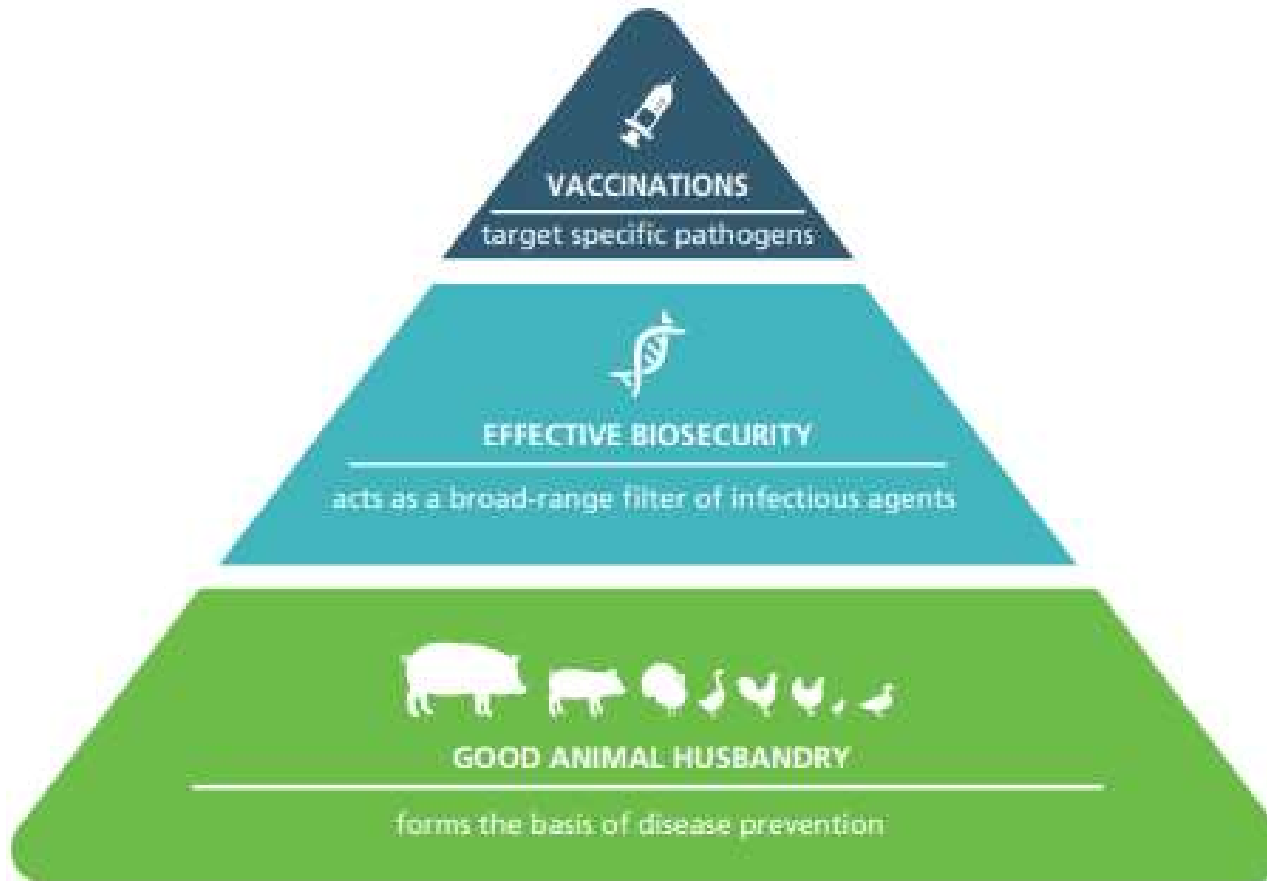 VACCINATIONS
target specific pathogens
EFFECTIVE BIOSECURITY
acts as a broad-range filter of infectious agents
GOOD ANIMAL HUSBANDRY
forms the basis of disease prevention